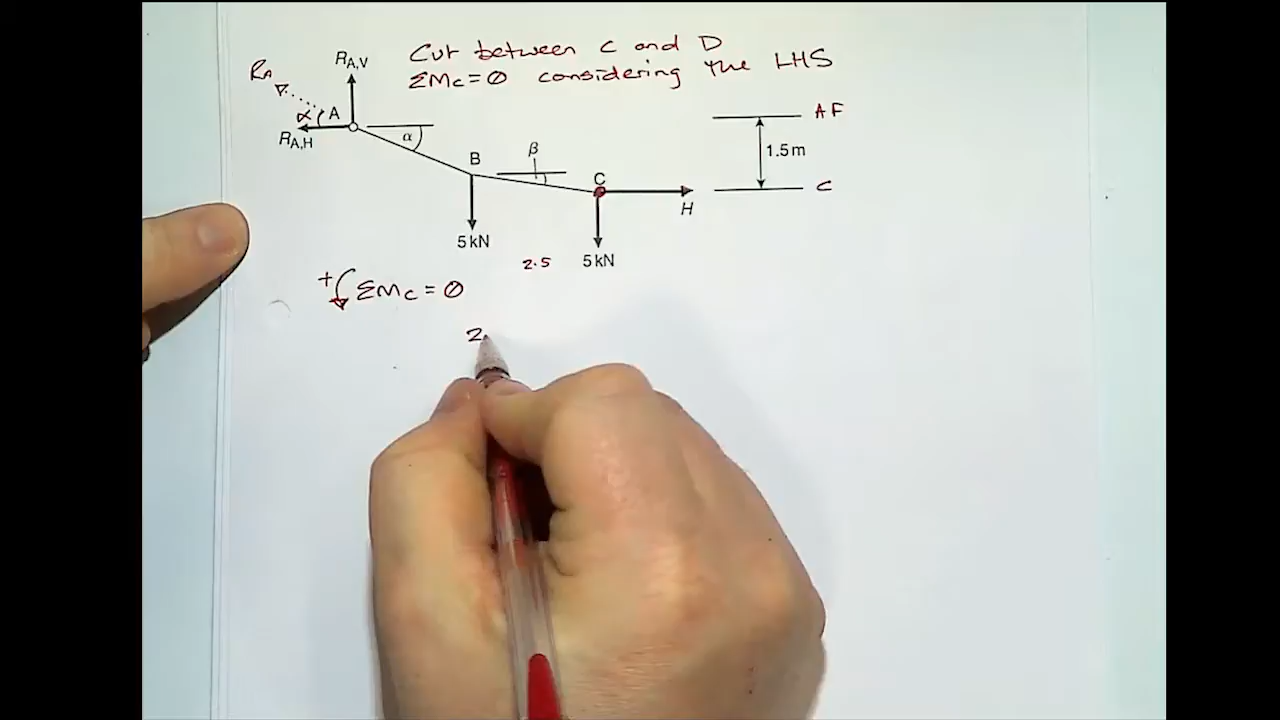 Cut between C and D
ΣMc = 0 considering the LHS
RA
RA,V
α
A
RA,H
α
B
β
C
H
5 kN
5 kN
2.5
AF
1.5 m
C
+ ΣMc = 0
2.